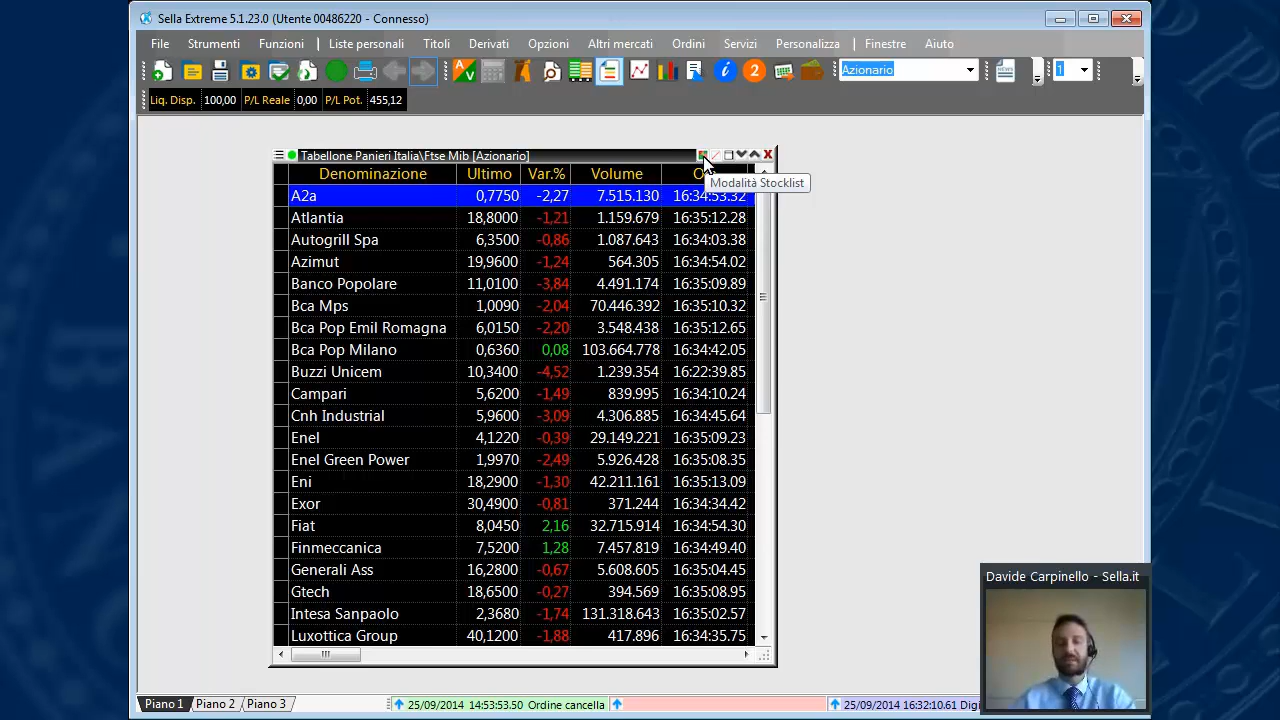 Sella Extreme 5.1.23.0 (Utente 00486220 - Connesso)
File Strumenti Funzioni Liste personali Titoli Derivati Opzioni Altri mercati Ordini Servizi Personalizza Finestre Aiuto
Azionario 1
Liq. Disp. 100,00 P/L Reale 0,00 P/L Pot. 455,12
Tabellone Panieri Italia\Ftse Mib [Azionario]
Denominazione Ultimo Var.% Volume
Modalità Stocklist
A2a 0,7750 -2,27 7.515.130 16:34:53.32
Atlantia 18,8000 -1,21 1.159.679 16:35:12.28
Autogrill Spa 6,3500 -0,86 1.087.643 16:34:03.38
Azimut 19,9600 -1,24 564.305 16:34:54.02
Banco Popolare 11,0100 -3,84 4.491.174 16:35:09.89
Bca Mps 1,0090 -2,04 70.446.392 16:35:10.32
Bca Pop Emil Romagna 6,0150 -2,20 3.548.438 16:35:12.65
Bca Pop Milano 0,6360 0,08 103.664.778 16:34:42.05
Buzzi Unicem 10,3400 -4,52 1.239.354 16:22:39.85
Campari 5,6200 -1,49 839.995 16:34:10.24
Cnh Industrial 5,9600 -3,09 4.306.885 16:34:45.64
Enel 4,1220 -0,39 29.149.221 16:35:09.23
Enel Green Power 1,9970 -2,49 5.926.428 16:35:08.35
Eni 18,2900 -1,30 42.211.161 16:35:13.09
Exor 30,4900 -0,81 371.244 16:34:34.42
Fiat 8,0450 2,16 32.715.914 16:34:54.30
Finmeccanica 7,5200 1,28 7.457.819 16:34:49.40
Generali Ass 16,2800 -0,67 5.608.605 16:35:04.45
Gtech 18,6500 -0,27 394.569 16:35:08.95
Intesa Sanpaolo 2,3680 -1,74 131.318.643 16:35:02.57
Luxottica Group 40,1200 -1,88 417.896 16:34:35.75
Davide Carpinello - Sella.it
Piano 1 Piano 2 Piano 3 25/09/2014 14:53:53.50 Ordine cancella 25/09/2014 16:32:10.61 Digi